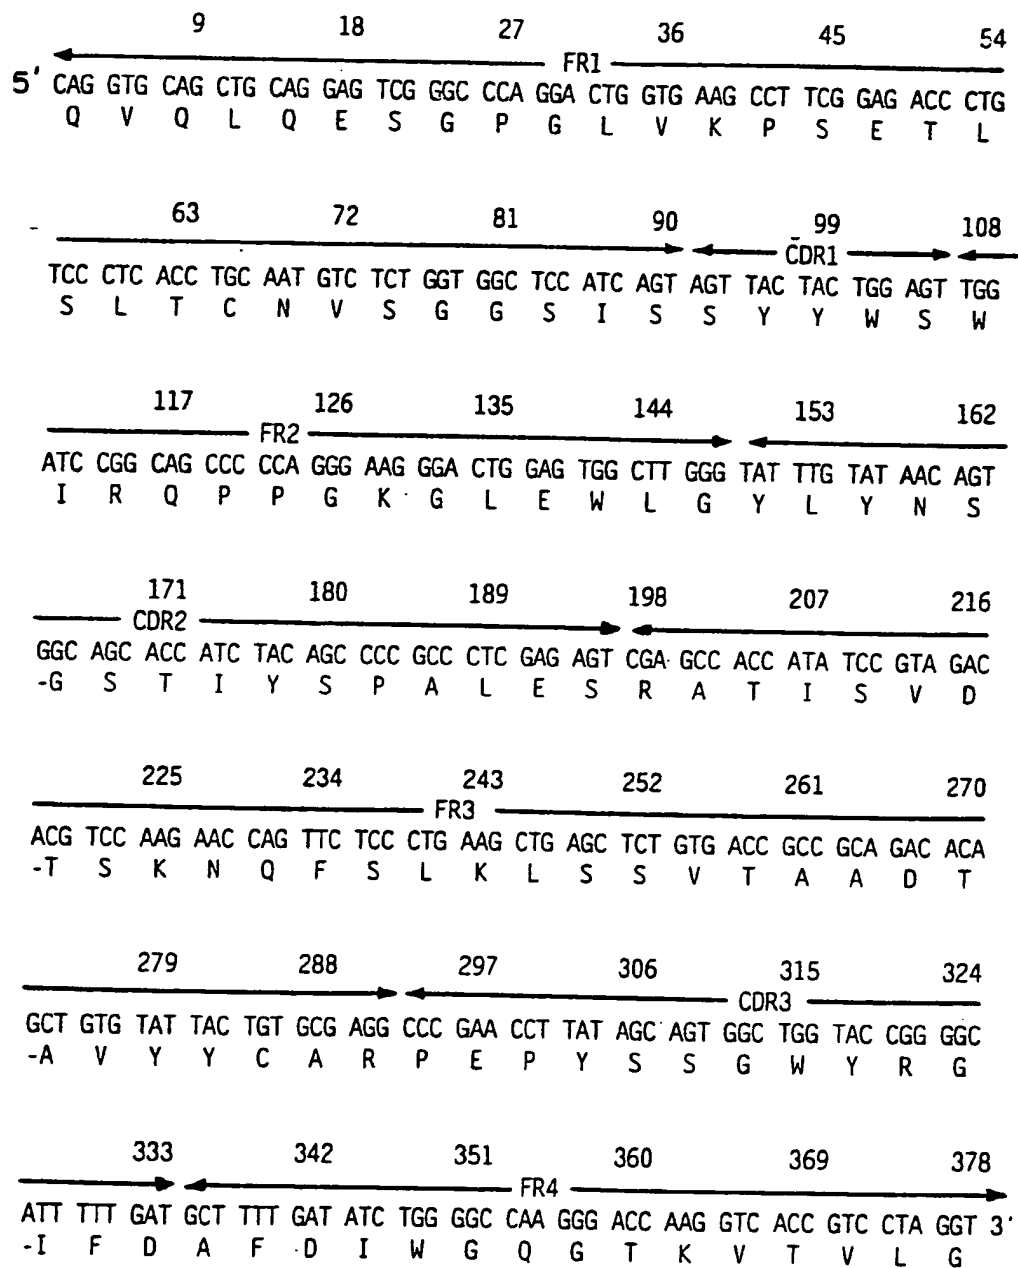 9 18 27 36 45 54
FR1
5' CAG GTG CAG CTG CAG GAG TCG GGC CCA GGA CTG GTG AAG CCT TCG GAG ACC CTG
Q V Q L Q E S G P G L V K P S E T L
63 72 81 90 99 108
CDR1
TCC CTC ACC TGC AAT GTC TCT GGT GGC TCC ATC AGT AGT TAC TAC TGG AGT TGG
S L T C N V S G G S I S S Y Y W S W
117 126 135 144 153 162
FR2
ATC CGG CAG CCC CCA GGG AAG GGA CTG GAG TGG CTT GGG TAT TTG TAT AAC AGT
I R Q P P G K G L E W L G Y L Y N S
171 180 189 198 207 216
CDR2
GGC AGC ACC ATC TAC AGC CCC GCC CTC GAG AGT CGA GCC ACC ATA TCC GTA GAC
-G S T I Y S P A L E S R A T I S V D
225 234 243 252 261 270
FR3
ACG TCC AAG AAC CAG TTC TCC CTG AAG CTG AGC TCT GTG ACC GCC GCA GAC ACA
-T S K N Q F S L K L S S V T A A D T
279 288 297 306 315 324
CDR3
GCT GTG TAT TAC TGT GCG AGG CCC GAA CCT TAT AGC AGT GGC TGG TAC CGG GGC
-A V Y Y C A R P E P Y S S G W Y R G
333 342 351 360 369 378
FR4
ATT TTT GAT GCT TTT GAT ATC TGG GGC CAA GGG ACC AAG GTC ACC GTC CTA GGT 3'
-I F D A F D I W G Q G T K V T V L G